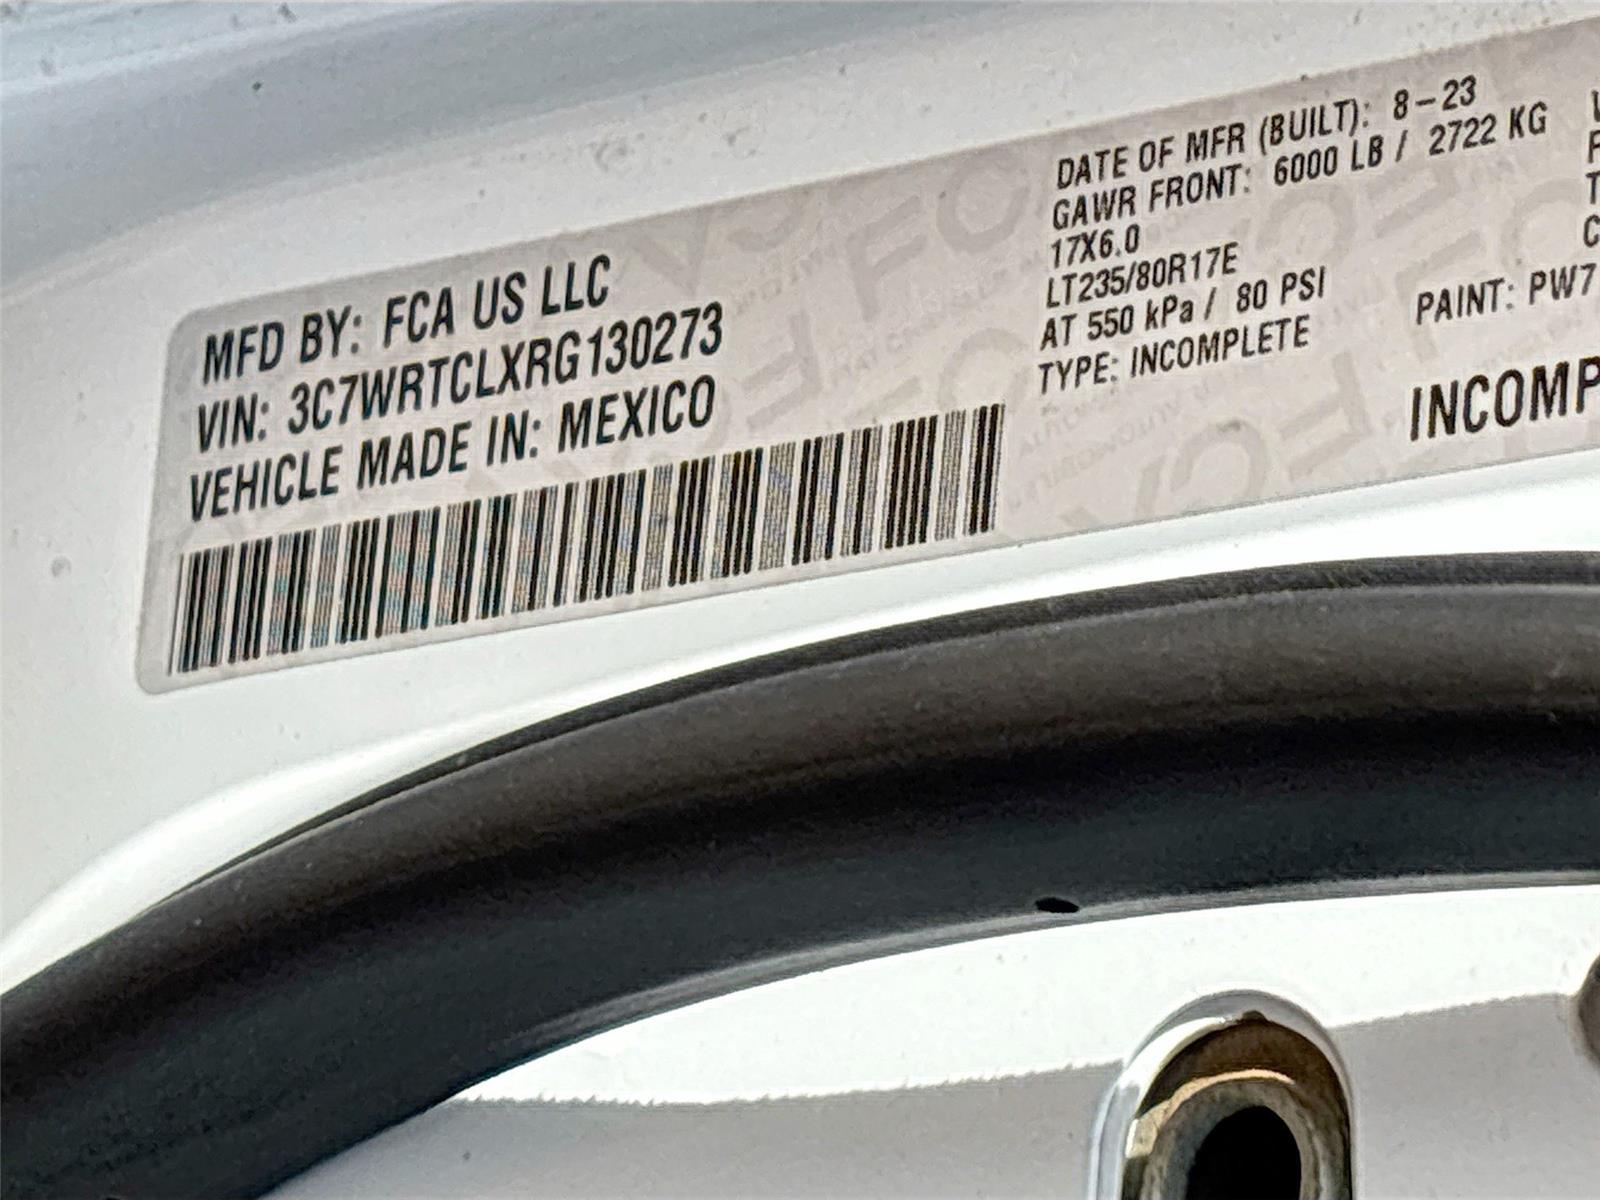 MFD BY: FCA US LLC
VIN: 3C7WRTCLXRG130273
VEHICLE MADE IN: MEXICO
DATE OF MFR (BUILT): 8-23
GAWR FRONT: 6000 LB / 2722 KG
17X6.0
LT235/80R17E
AT 550 kPa / 80 PSI
TYPE: INCOMPLETE
PAINT: PW7
INCOMP